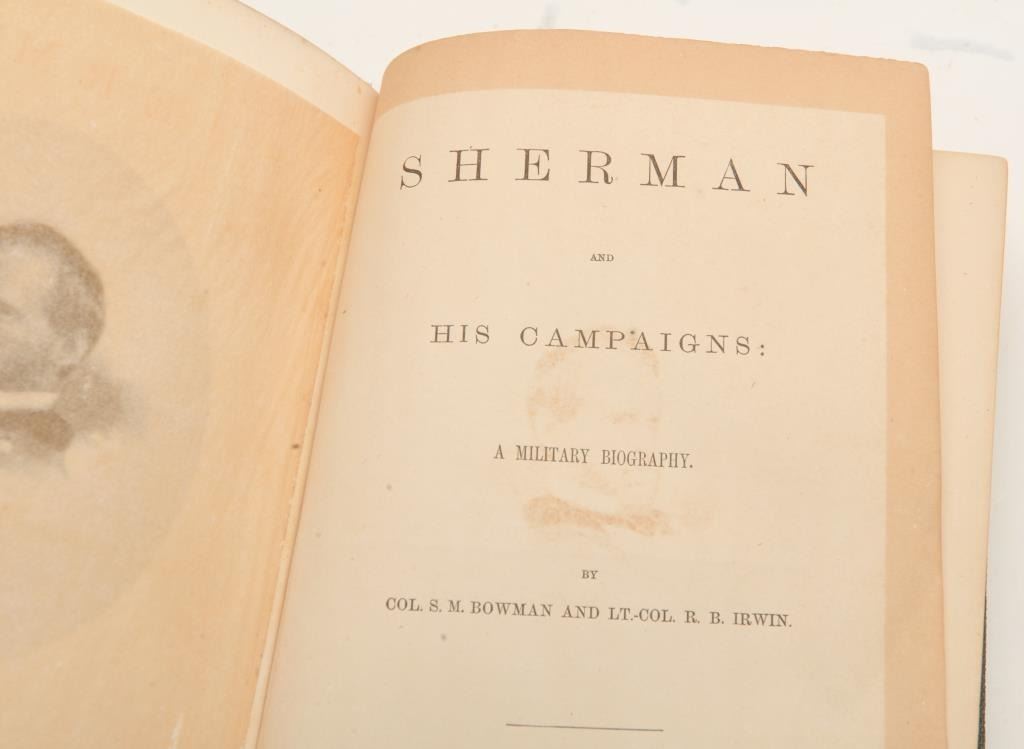 SHERMAN
AND
HIS CAMPAIGNS:
A MILITARY BIOGRAPHY.
BY
COL. S. M. BOWMAN AND LT.-COL. R. B. IRWIN.